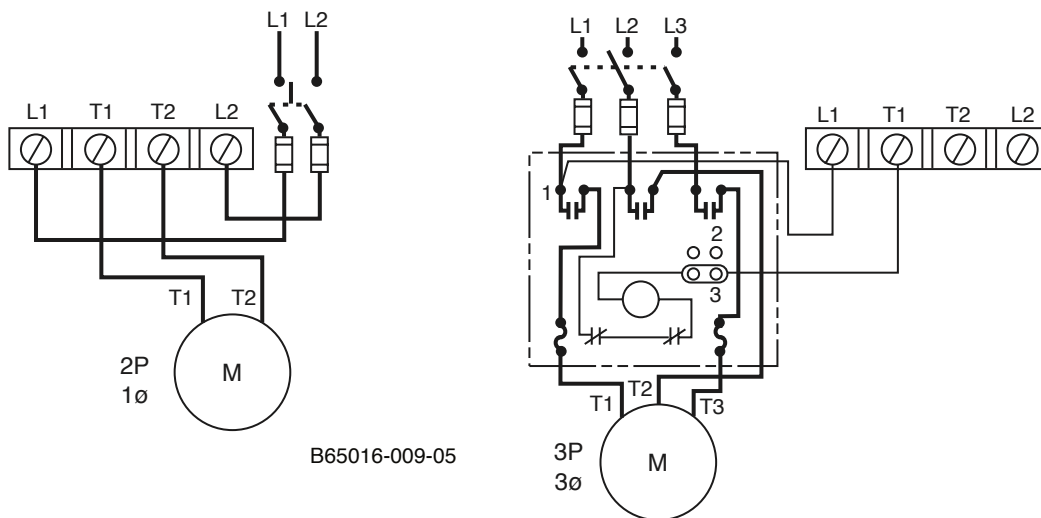 L1 L2
L1 T1 T2 L2
T1 T2
2P
1ø
M
B65016-009-05
L1 L2 L3
L1 T1 T2 L2
1
2
3
T1 T2 T3
3P
3ø
M